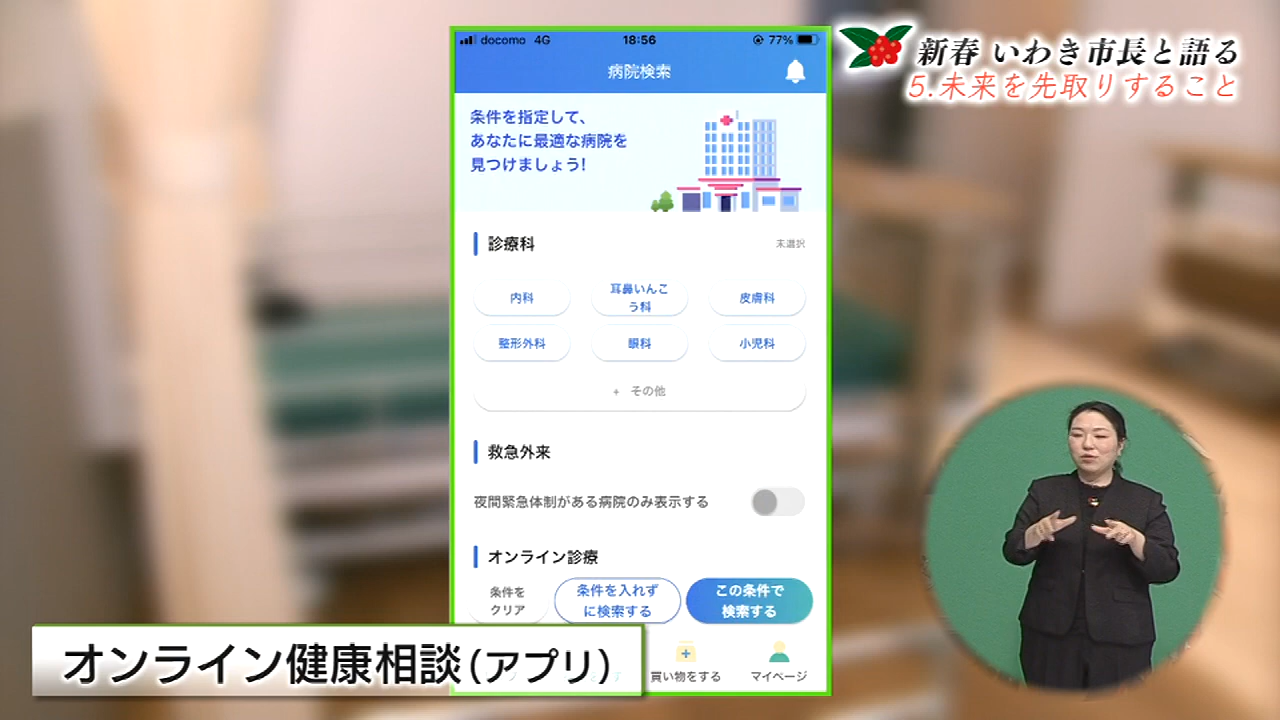 docomo 4G 18:56 77%
病院検索
新春 いわき市長と語る
5.未来を先取りすること
条件を指定して、
あなたに最適な病院を
見つけましょう!
診療科 未選択
内科 耳鼻いんこう科 皮膚科
整形外科 眼科 小児科
+ その他
救急外来
夜間緊急体制がある病院のみ表示する
オンライン診療
条件を
クリア
条件を入れず
に検索する
この条件で
検索する
買い物をする マイページ
オンライン健康相談(アプリ)